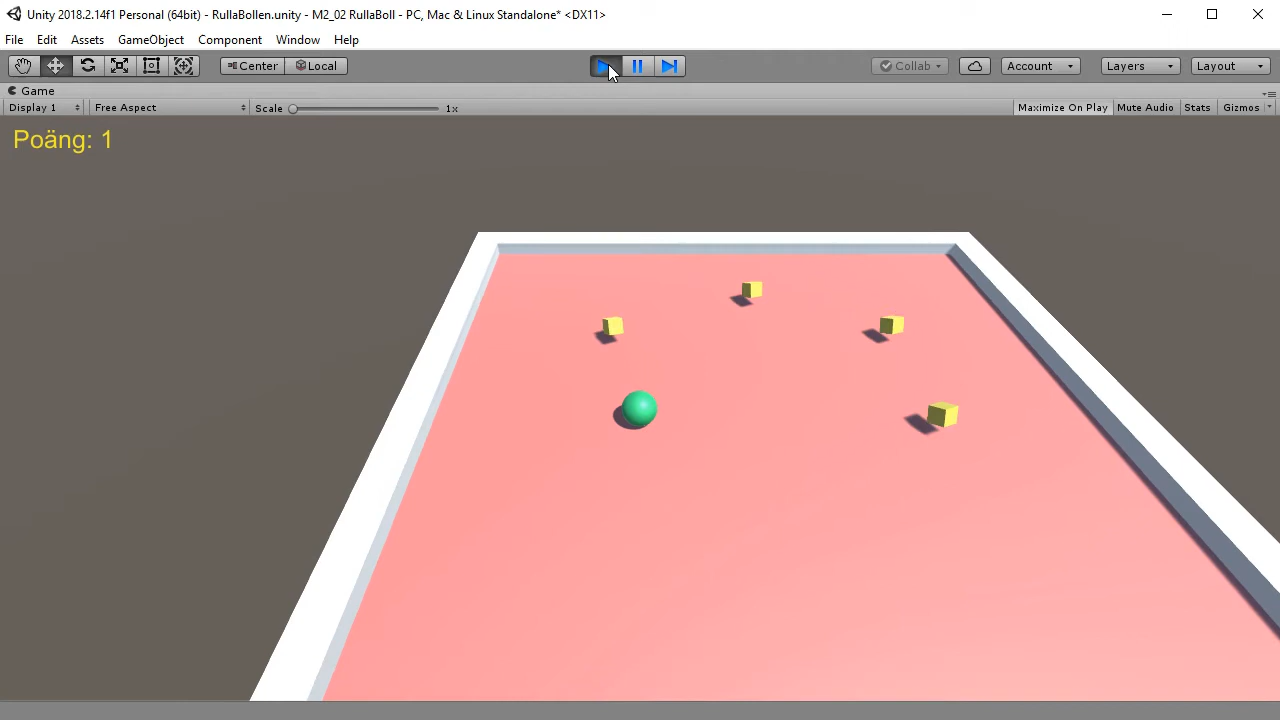 Unity 2018.2.14f1 Personal (64bit) - RullaBollen.unity - M2_02 RullaBoll - PC, Mac & Linux Standalone* <DX11>
File Edit Assets GameObject Component Window Help
Center Local Collab Account Layers Layout
Game
Display 1 Free Aspect Scale 1x Maximize On Play Mute Audio Stats Gizmos
Poäng: 1